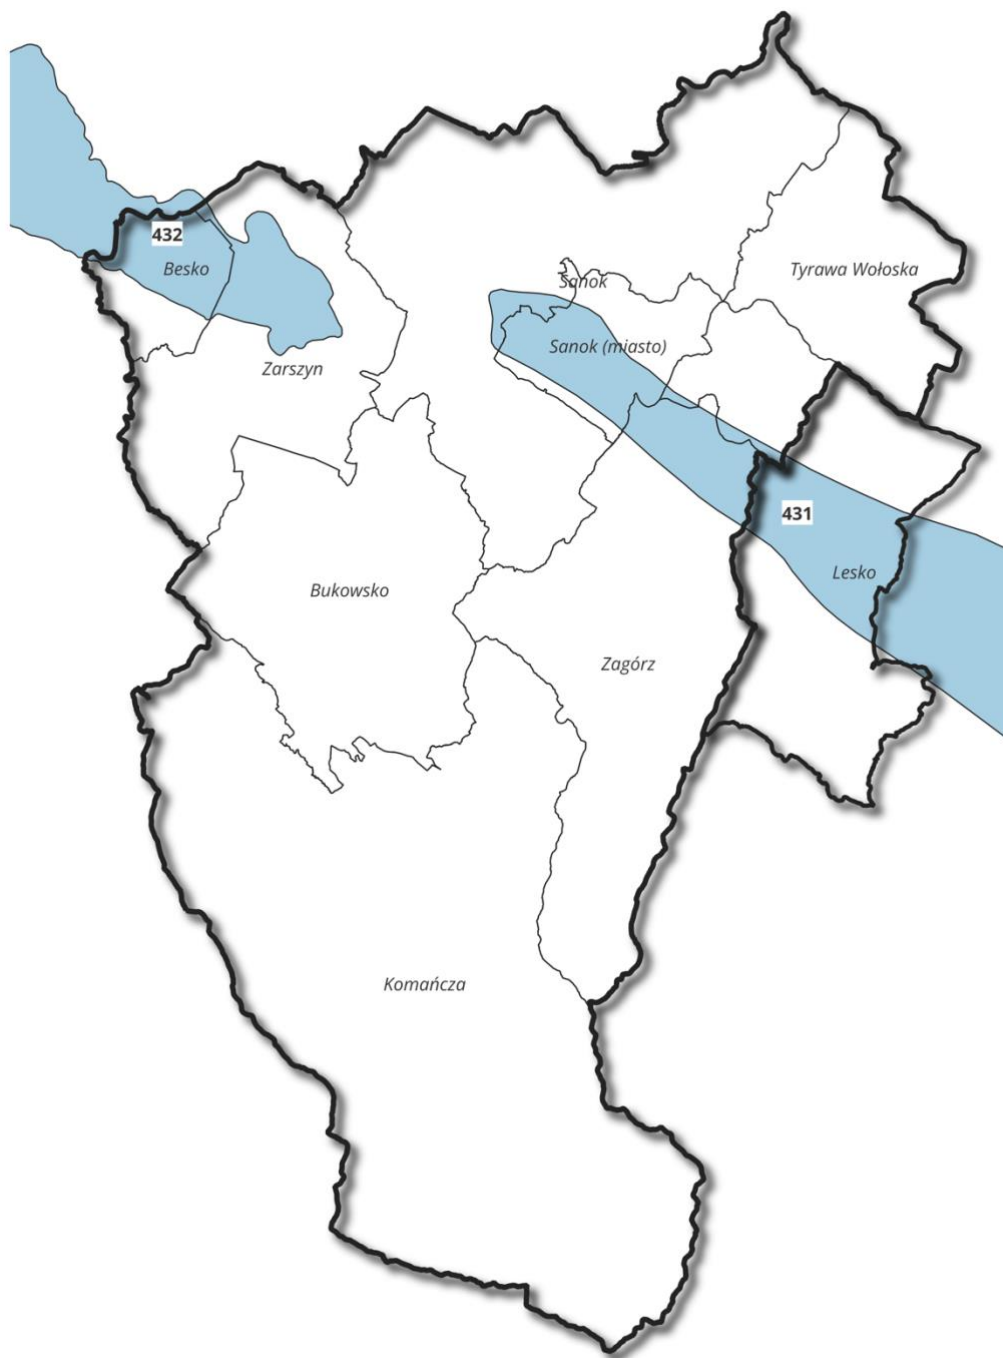 432
Besko
Tyrawa Wołoska
Sanok
Sanok (miasto)
Zarszyn
431
Lesko
Bukowsko
Zagórz
Komańcza